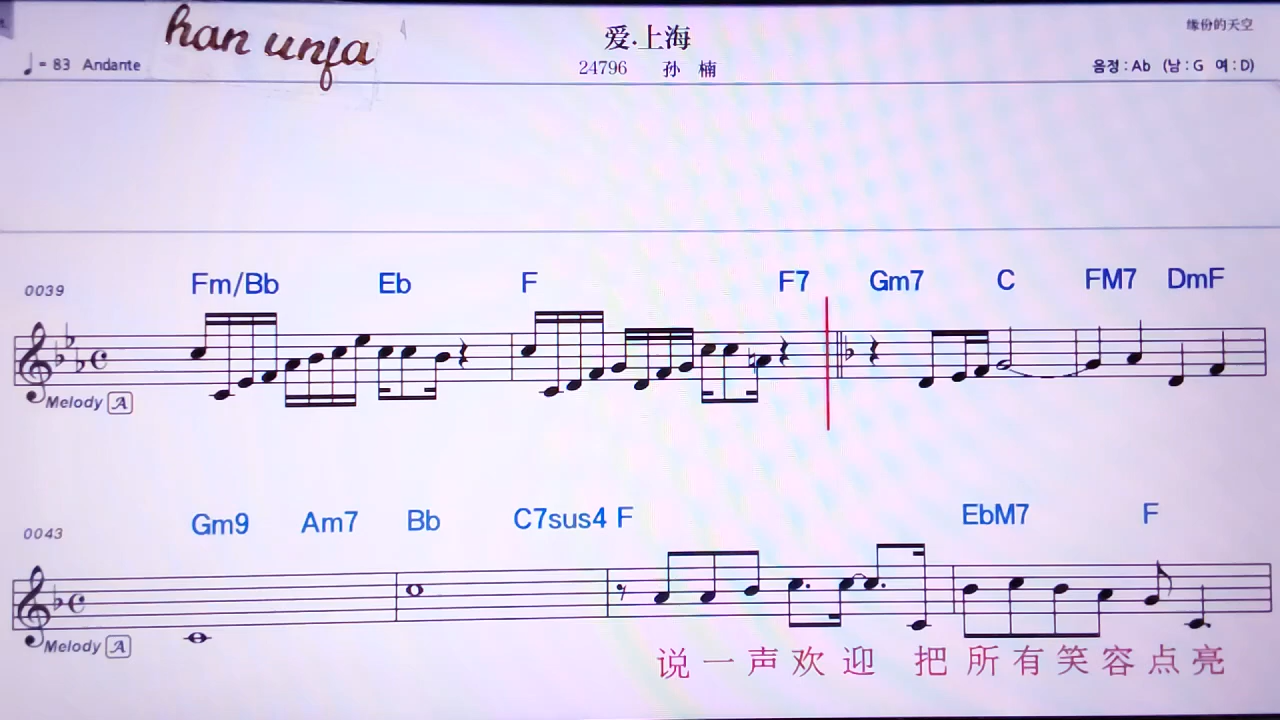 han unfa
爱·上海
缘份的天空
♩= 83 Andante
24796 孙 楠
음정 : Ab (남 : G 여 : D)
0039
Fm/Bb Eb F F7 Gm7 C FM7 DmF
Melody A
0043
Gm9 Am7 Bb C7sus4 F EbM7 F
Melody A
说 一 声 欢 迎 把 所 有 笑 容 点 亮